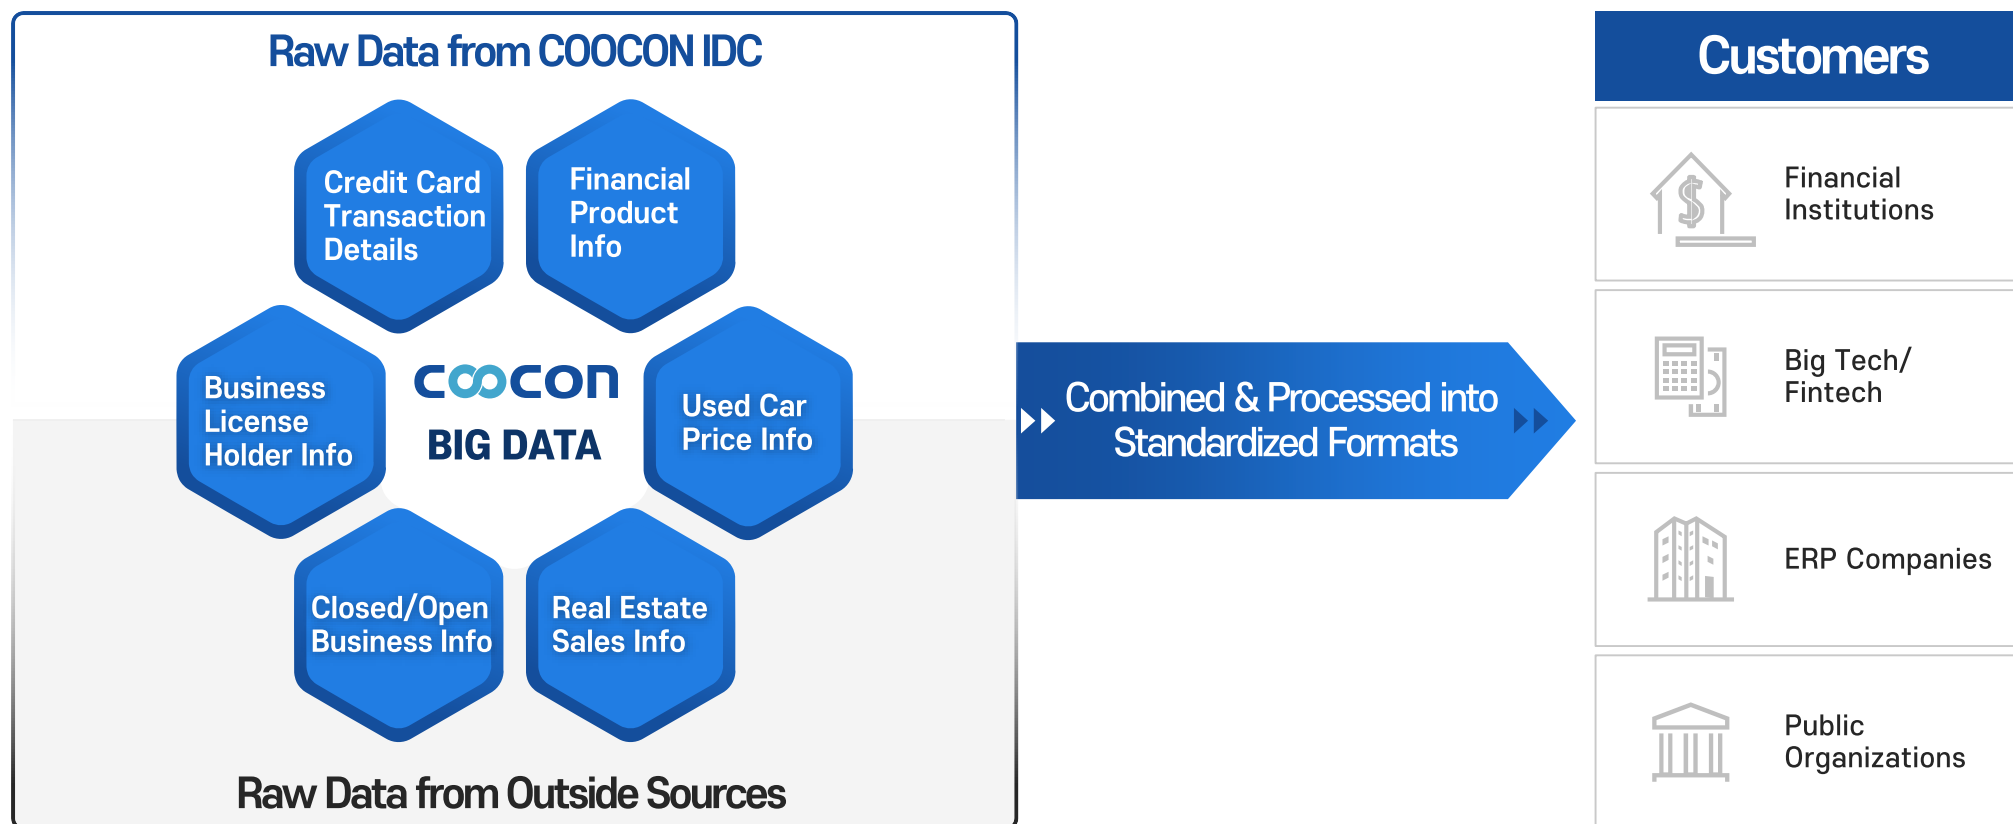 Raw Data from COOCON IDC
Credit Card
Transaction
Details
Financial
Product
Info
Business
License
Holder Info
coocon
BIG DATA
Used Car
Price Info
Closed/Open
Business Info
Real Estate
Sales Info
Raw Data from Outside Sources
Combined & Processed into
Standardized Formats
Customers
$
Financial
Institutions
Big Tech/
Fintech
ERP Companies
Public
Organizations